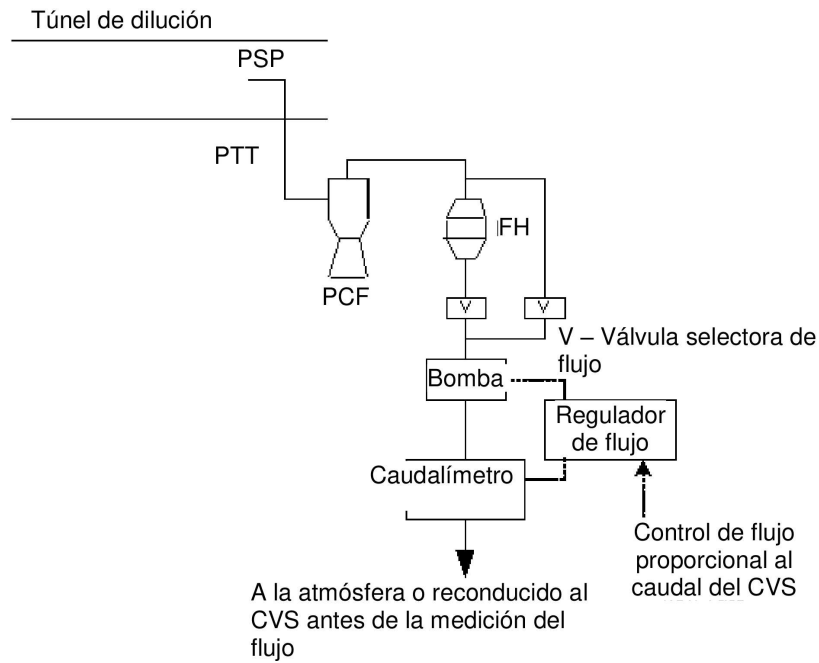 Túnel de dilución
PSP
PTT
FH
PCF
V
V
V – Válvula selectora de
flujo
Bomba
Regulador
de flujo
Caudalímetro
Control de flujo
proporcional al
caudal del CVS
A la atmósfera o reconducido al
CVS antes de la medición del
flujo